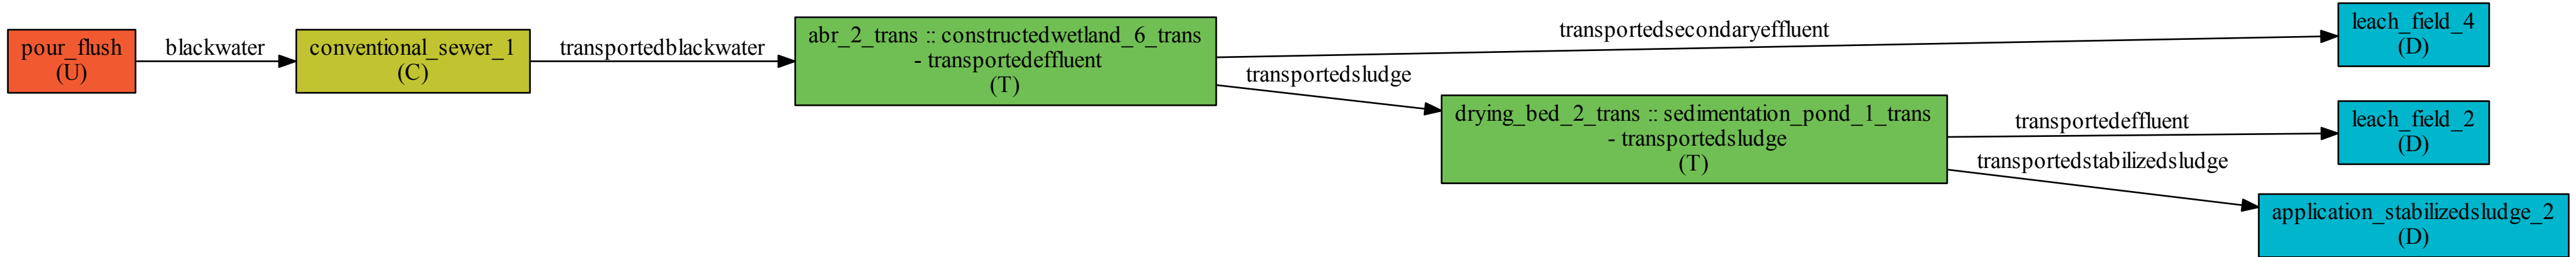 pour_flush
(U)
blackwater
conventional_sewer_1
(C)
transportedblackwater
abr_2_trans :: constructedwetland_6_trans
- transportedeffluent
(T)
transportedsecondaryeffluent
leach_field_4
(D)
transportedsludge
drying_bed_2_trans :: sedimentation_pond_1_trans
- transportedsludge
(T)
transportedeffluent
leach_field_2
(D)
transportedstabilizedsludge
application_stabilizedsludge_2
(D)